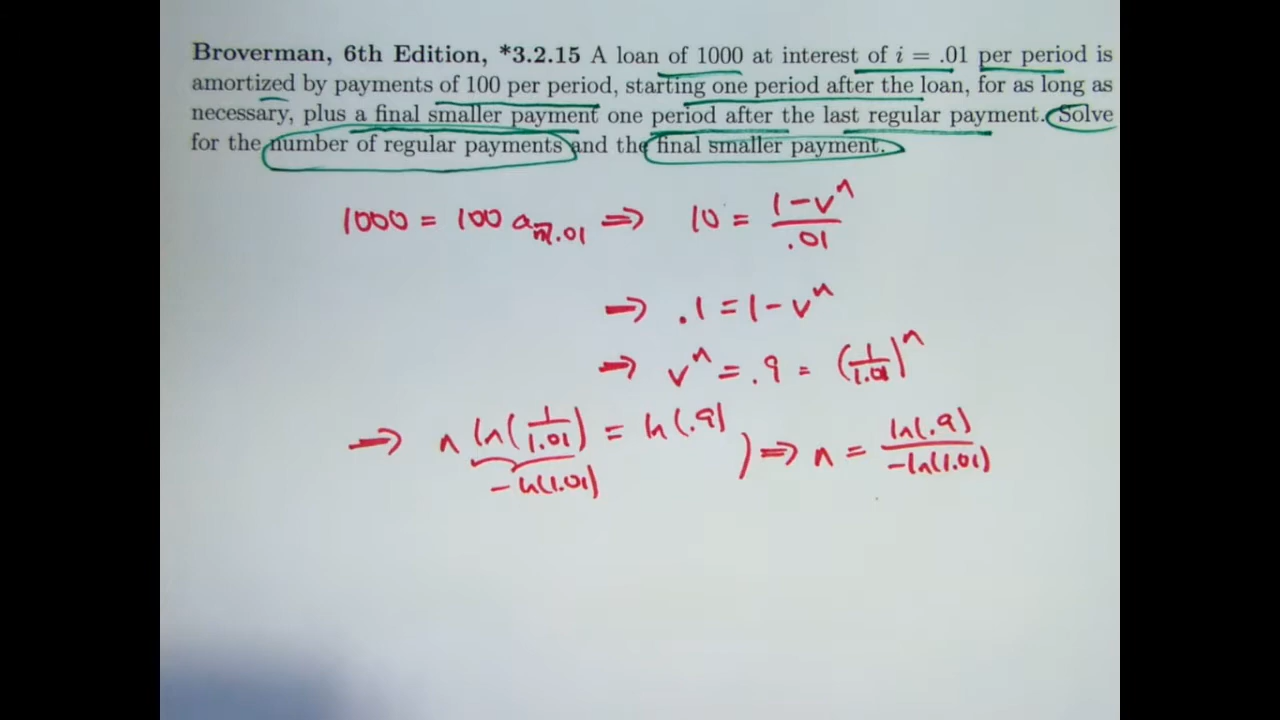 Broverman, 6th Edition, *3.2.15 A loan of 1000 at interest of i = .01 per period is
amortized by payments of 100 per period, starting one period after the loan, for as long as
necessary, plus a final smaller payment one period after the last regular payment. Solve
for the number of regular payments and the final smaller payment.
1000 = 100 a_{n̅|.01} ⇒ 10 = (1 - v^n)/.01
⇒ .1 = 1 - v^n
⇒ v^n = .9 = (1/1.01)^n
⇒ n ln(1/1.01) = ln(.9)
-ln(1.01)
) ⇒ n = ln(.9)/-ln(1.01)